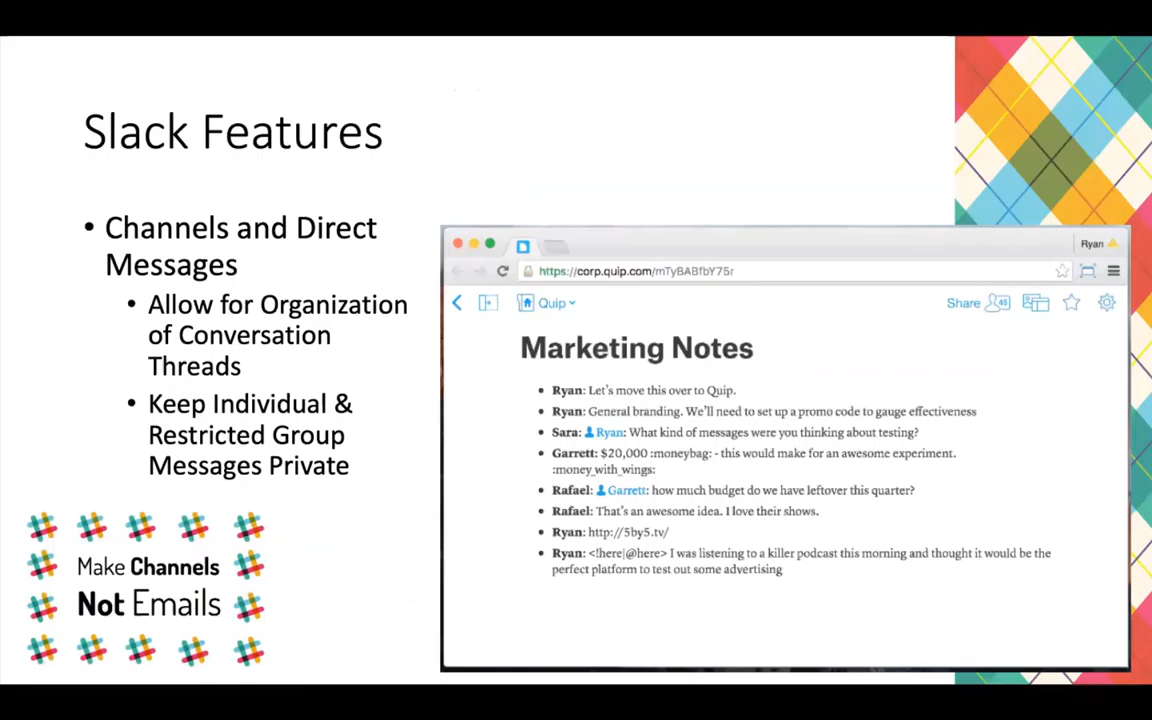 Slack Features
• Channels and Direct
Messages
• Allow for Organization
of Conversation
Threads
• Keep Individual &
Restricted Group
Messages Private
Make Channels
Not Emails
Ryan
https://corp.quip.com/mTyBABfbY75r
Quip
Share
48
Marketing Notes
• Ryan: Let's move this over to Quip.
• Ryan: General branding. We'll need to set up a promo code to gauge effectiveness
• Sara: Ryan: What kind of messages were you thinking about testing?
• Garrett: $20,000 :moneybag: - this would make for an awesome experiment.
:money_with_wings:
• Rafael: Garrett: how much budget do we have leftover this quarter?
• Rafael: That's an awesome idea. I love their shows.
• Ryan: http://5by5.tv/
• Ryan: <!here|@here> I was listening to a killer podcast this morning and thought it would be the
perfect platform to test out some advertising